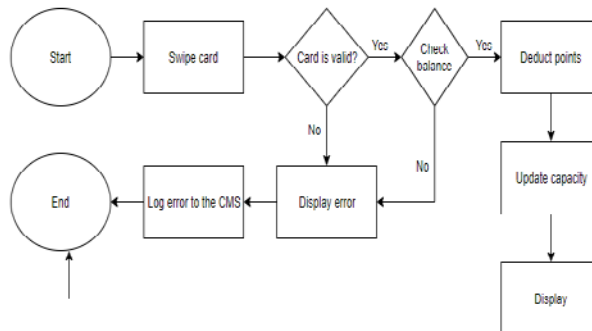 Start
Swipe card
Card is valid?
Yes
Check
balance
Yes
Deduct points
No
No
End
Log error to the CMS
Display error
Update capacity
Display